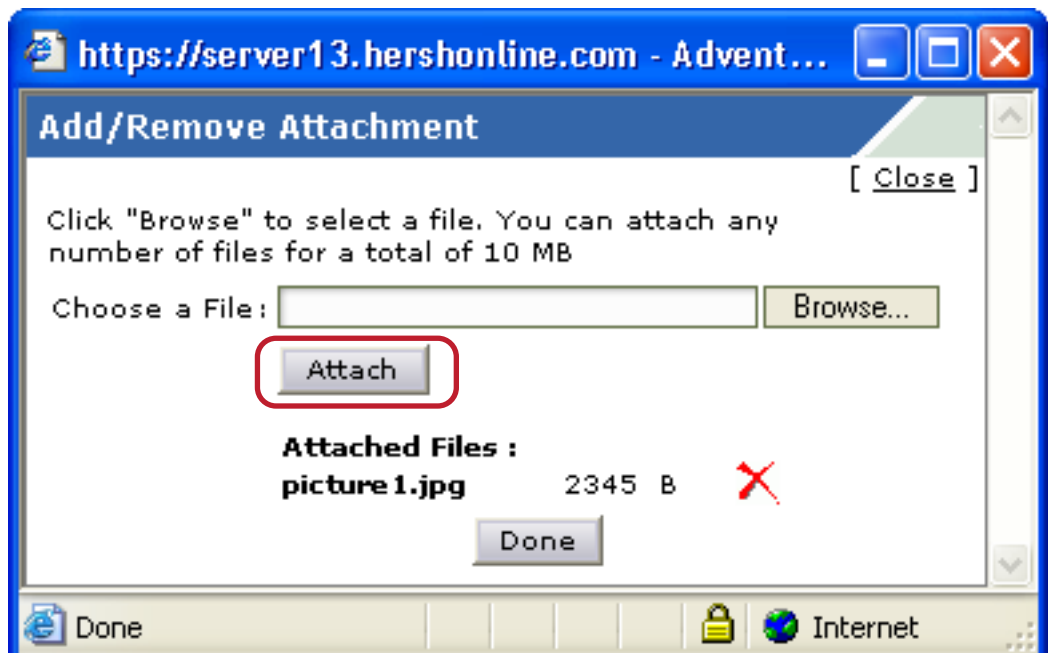 https://server13.hershonline.com - Advent...
Add/Remove Attachment
[ Close ]
Click "Browse" to select a file. You can attach any
number of files for a total of 10 MB
Choose a File: Browse...
Attach
Attached Files :
picture1.jpg 2345 B
Done
Done Internet